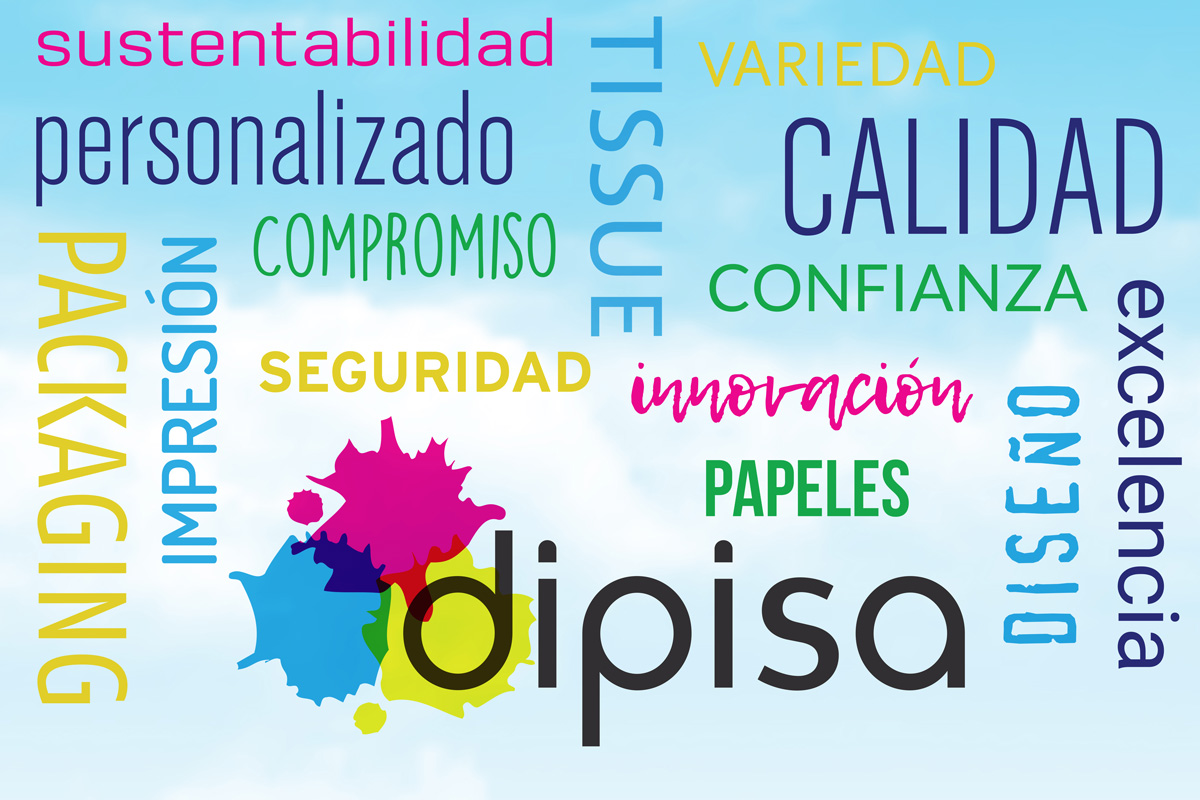 sustentabilidad
TISSUE
VARIEDAD
personalizado
CALIDAD
COMPROMISO
PACKAGING
IMPRESIÓN
CONFIANZA
excelencia
SEGURIDAD
innovación
DISEÑO
PAPELES
dipisa